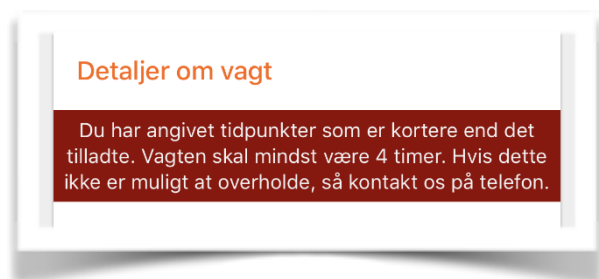 Detaljer om vagt
Du har angivet tidpunkter som er kortere end det
tilladte. Vagten skal mindst være 4 timer. Hvis dette
ikke er muligt at overholde, så kontakt os på telefon.